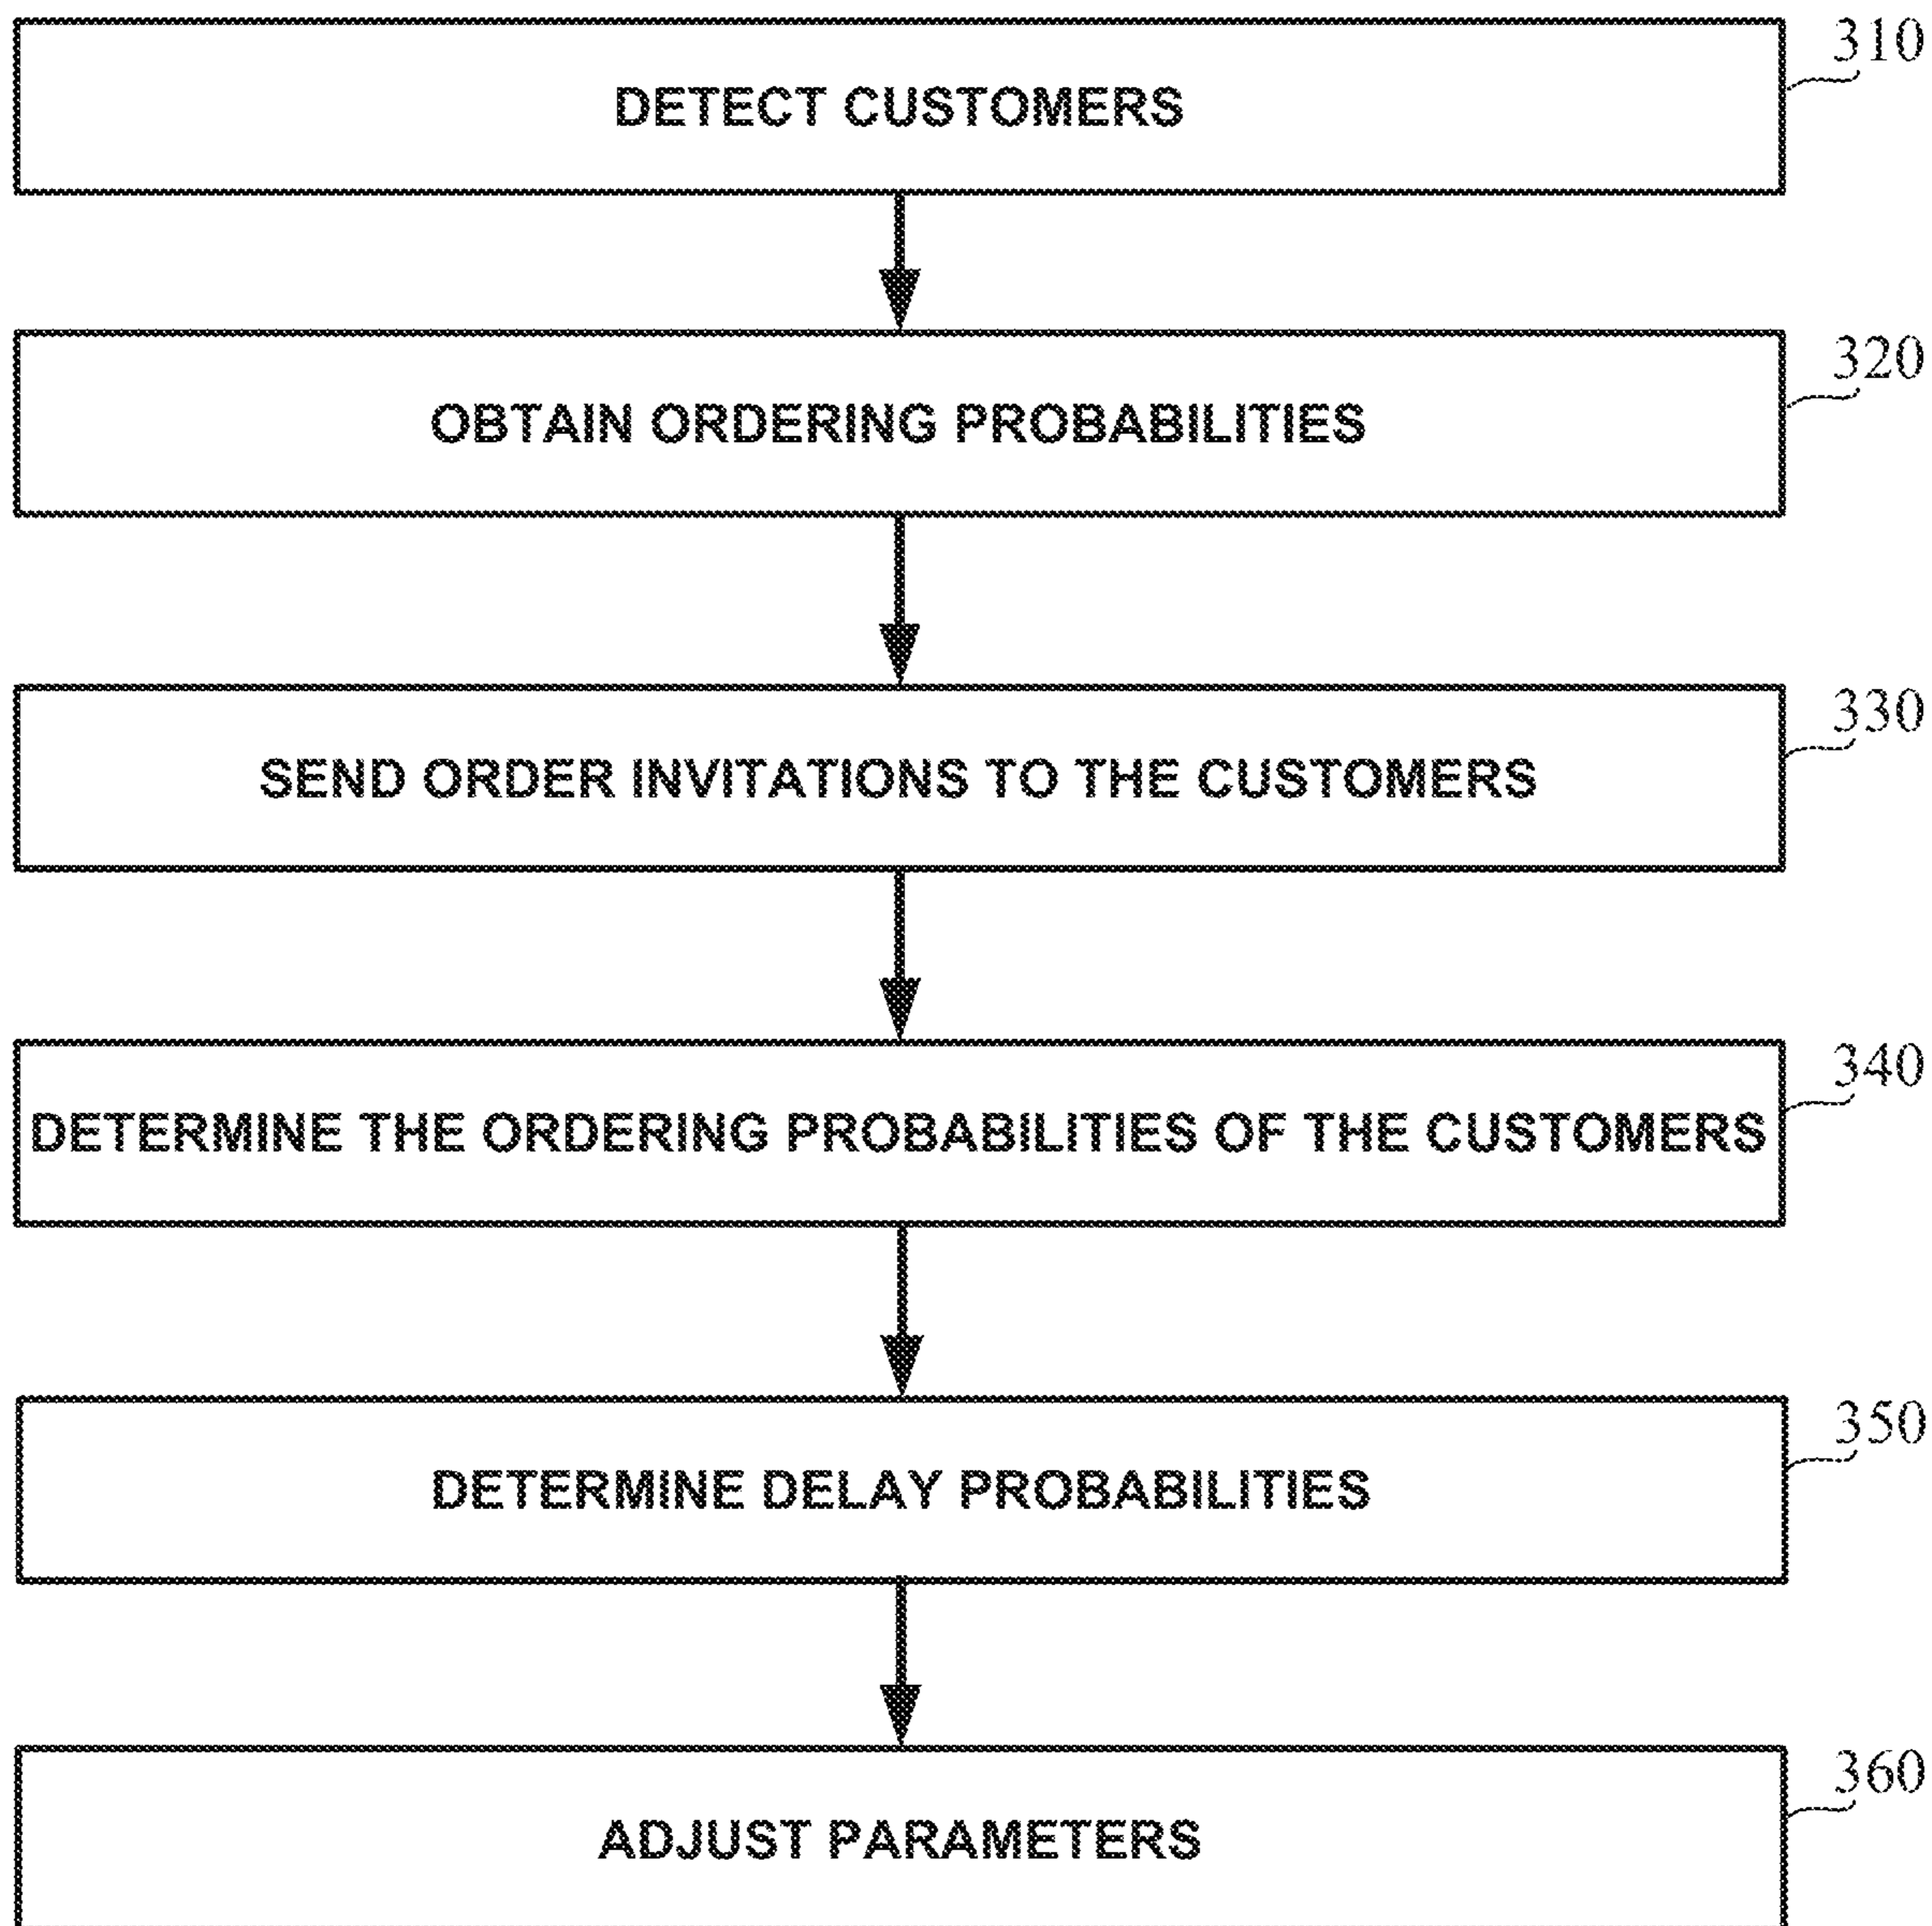 310
DETECT CUSTOMERS
320
OBTAIN ORDERING PROBABILITIES
330
SEND ORDER INVITATIONS TO THE CUSTOMERS
340
DETERMINE THE ORDERING PROBABILITIES OF THE CUSTOMERS
350
DETERMINE DELAY PROBABILITIES
360
ADJUST PARAMETERS